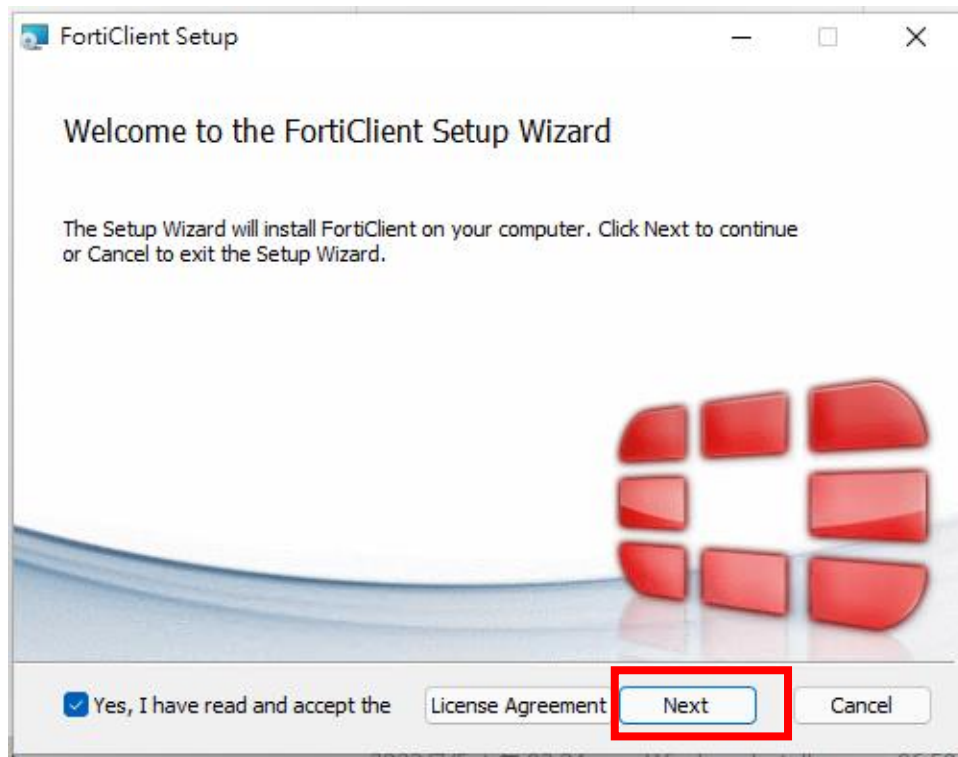 FortiClient Setup
Welcome to the FortiClient Setup Wizard
The Setup Wizard will install FortiClient on your computer. Click Next to continue
or Cancel to exit the Setup Wizard.
Yes, I have read and accept the License Agreement Next Cancel